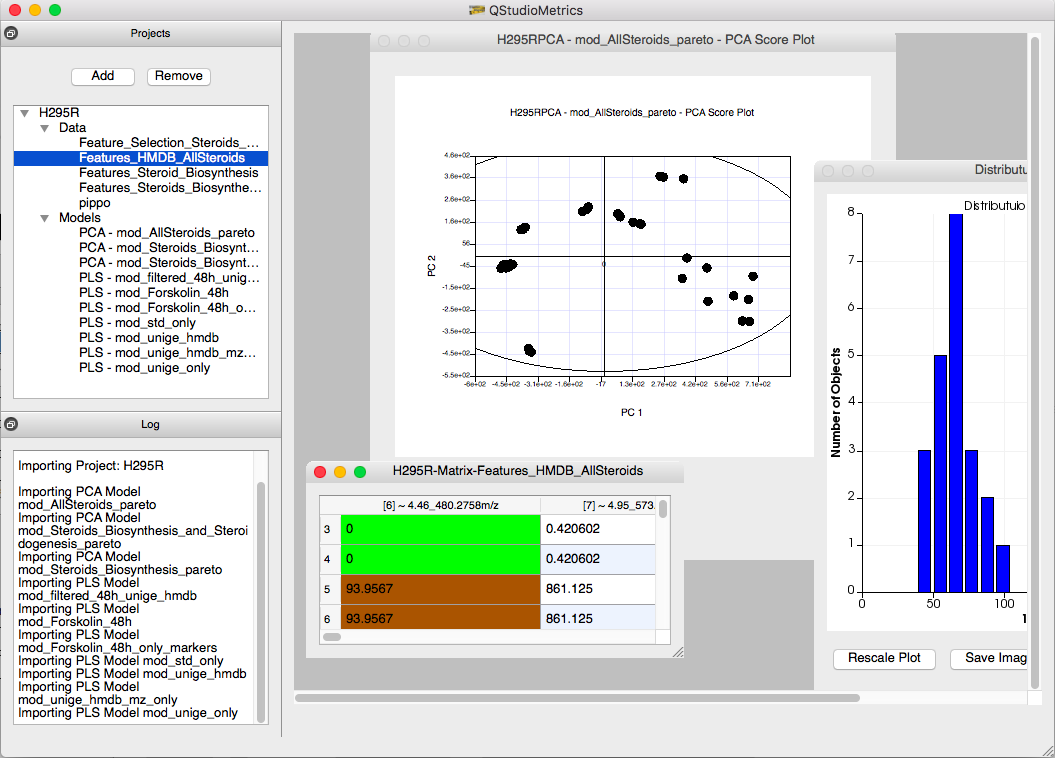 QStudioMetrics
Projects
Add
Remove
H295R
Data
Feature_Selection_Steroids_...
Features_HMDB_AllSteroids
Features_Steroid_Biosynthesis
Features_Steroids_Biosynthe...
pippo
Models
PCA - mod_AllSteroids_pareto
PCA - mod_Steroids_Biosynt...
PCA - mod_Steroids_Biosynt...
PLS - mod_filtered_48h_unig...
PLS - mod_Forskolin_48h
PLS - mod_Forskolin_48h_o...
PLS - mod_std_only
PLS - mod_unige_hmdb
PLS - mod_unige_hmdb_mz...
PLS - mod_unige_only
Log
Importing Project: H295R
Importing PCA Model
mod_AllSteroids_pareto
Importing PCA Model
mod_Steroids_Biosynthesis_and_Steroi
dogenesis_pareto
Importing PCA Model
mod_Steroids_Biosynthesis_pareto
Importing PLS Model
mod_filtered_48h_unige_hmdb
Importing PLS Model
mod_Forskolin_48h
Importing PLS Model
mod_Forskolin_48h_only_markers
Importing PLS Model mod_std_only
Importing PLS Model mod_unige_hmdb
Importing PLS Model
mod_unige_hmdb_mz_only
Importing PLS Model mod_unige_only
H295RPCA - mod_AllSteroids_pareto - PCA Score Plot
H295RPCA - mod_AllSteroids_pareto - PCA Score Plot
PC 2
4.6e+02
3.6e+02
2.6e+02
1.6e+02
56
-45
-1.5e+02
-2.5e+02
-3.5e+02
-4.5e+02
-5.5e+02
0
-6e+02 -4.5e+02 -3.1e+02 -1.6e+02 -17 1.3e+02 2.7e+02 4.2e+02 5.6e+02 7.1e+02
PC 1
H295R-Matrix-Features_HMDB_AllSteroids
[6] ~ 4.46_480.2758m/z [7] ~ 4.95_573.
3 0 0.420602
4 0 0.420602
5 93.9567 861.125
6 93.9567 861.125
Distributu
Distributuio
Number of Objects
8
7
6
5
4
3
2
1
0
0 50 100
1
Rescale Plot
Save Imag